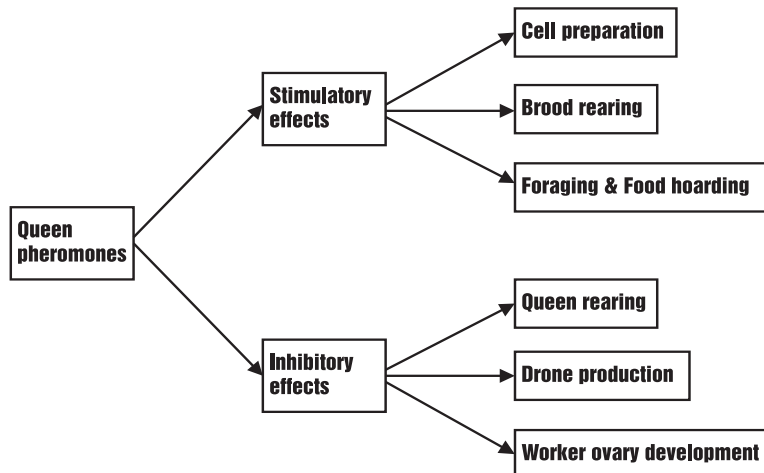 Cell preparation
Stimulatory
effects
Brood rearing
Foraging & Food hoarding
Queen
pheromones
Queen rearing
Inhibitory
effects
Drone production
Worker ovary development